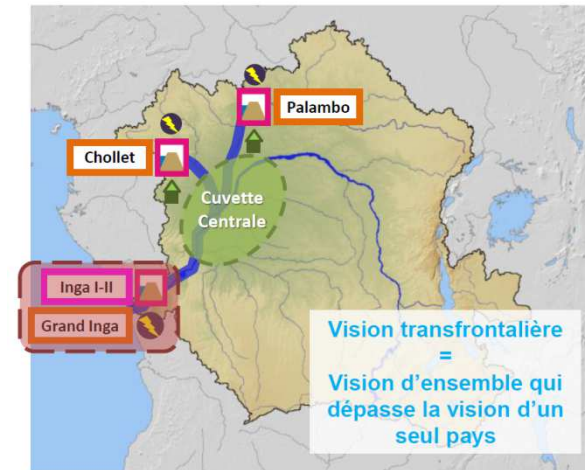 Palambo
Chollet
Cuvette
Centrale
Inga I-II
Grand Inga
Vision transfrontalière
=
Vision d'ensemble qui
dépasse la vision d'un
seul pays